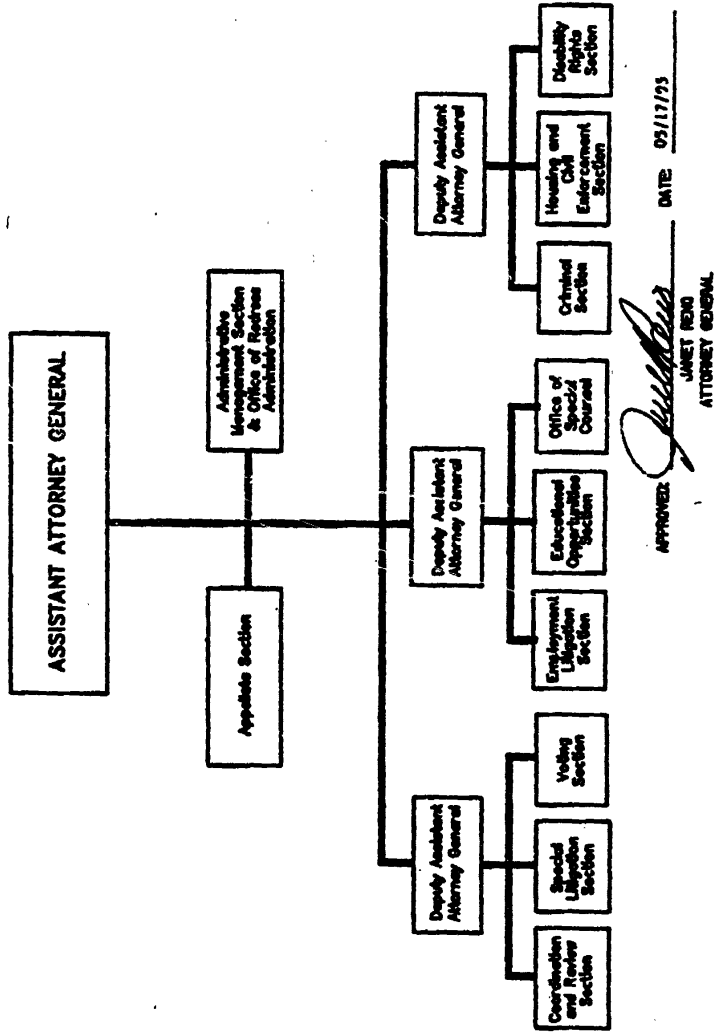 ASSISTANT ATTORNEY GENERAL
Appellate Section
Administrative
Management Section
& Office of Redress
Administration
Deputy Assistant
Attorney General
Deputy Assistant
Attorney General
Deputy Assistant
Attorney General
Coordination
and Review
Section
Special
Litigation
Section
Voting
Section
Employment
Litigation
Section
Educational
Opportunities
Section
Office of
Special
Counsel
Criminal
Section
Housing and
Civil
Enforcement
Section
Disability
Rights
Section
APPROVED: Janet Reno DATE: 05/17/95
JANET RENO
ATTORNEY GENERAL